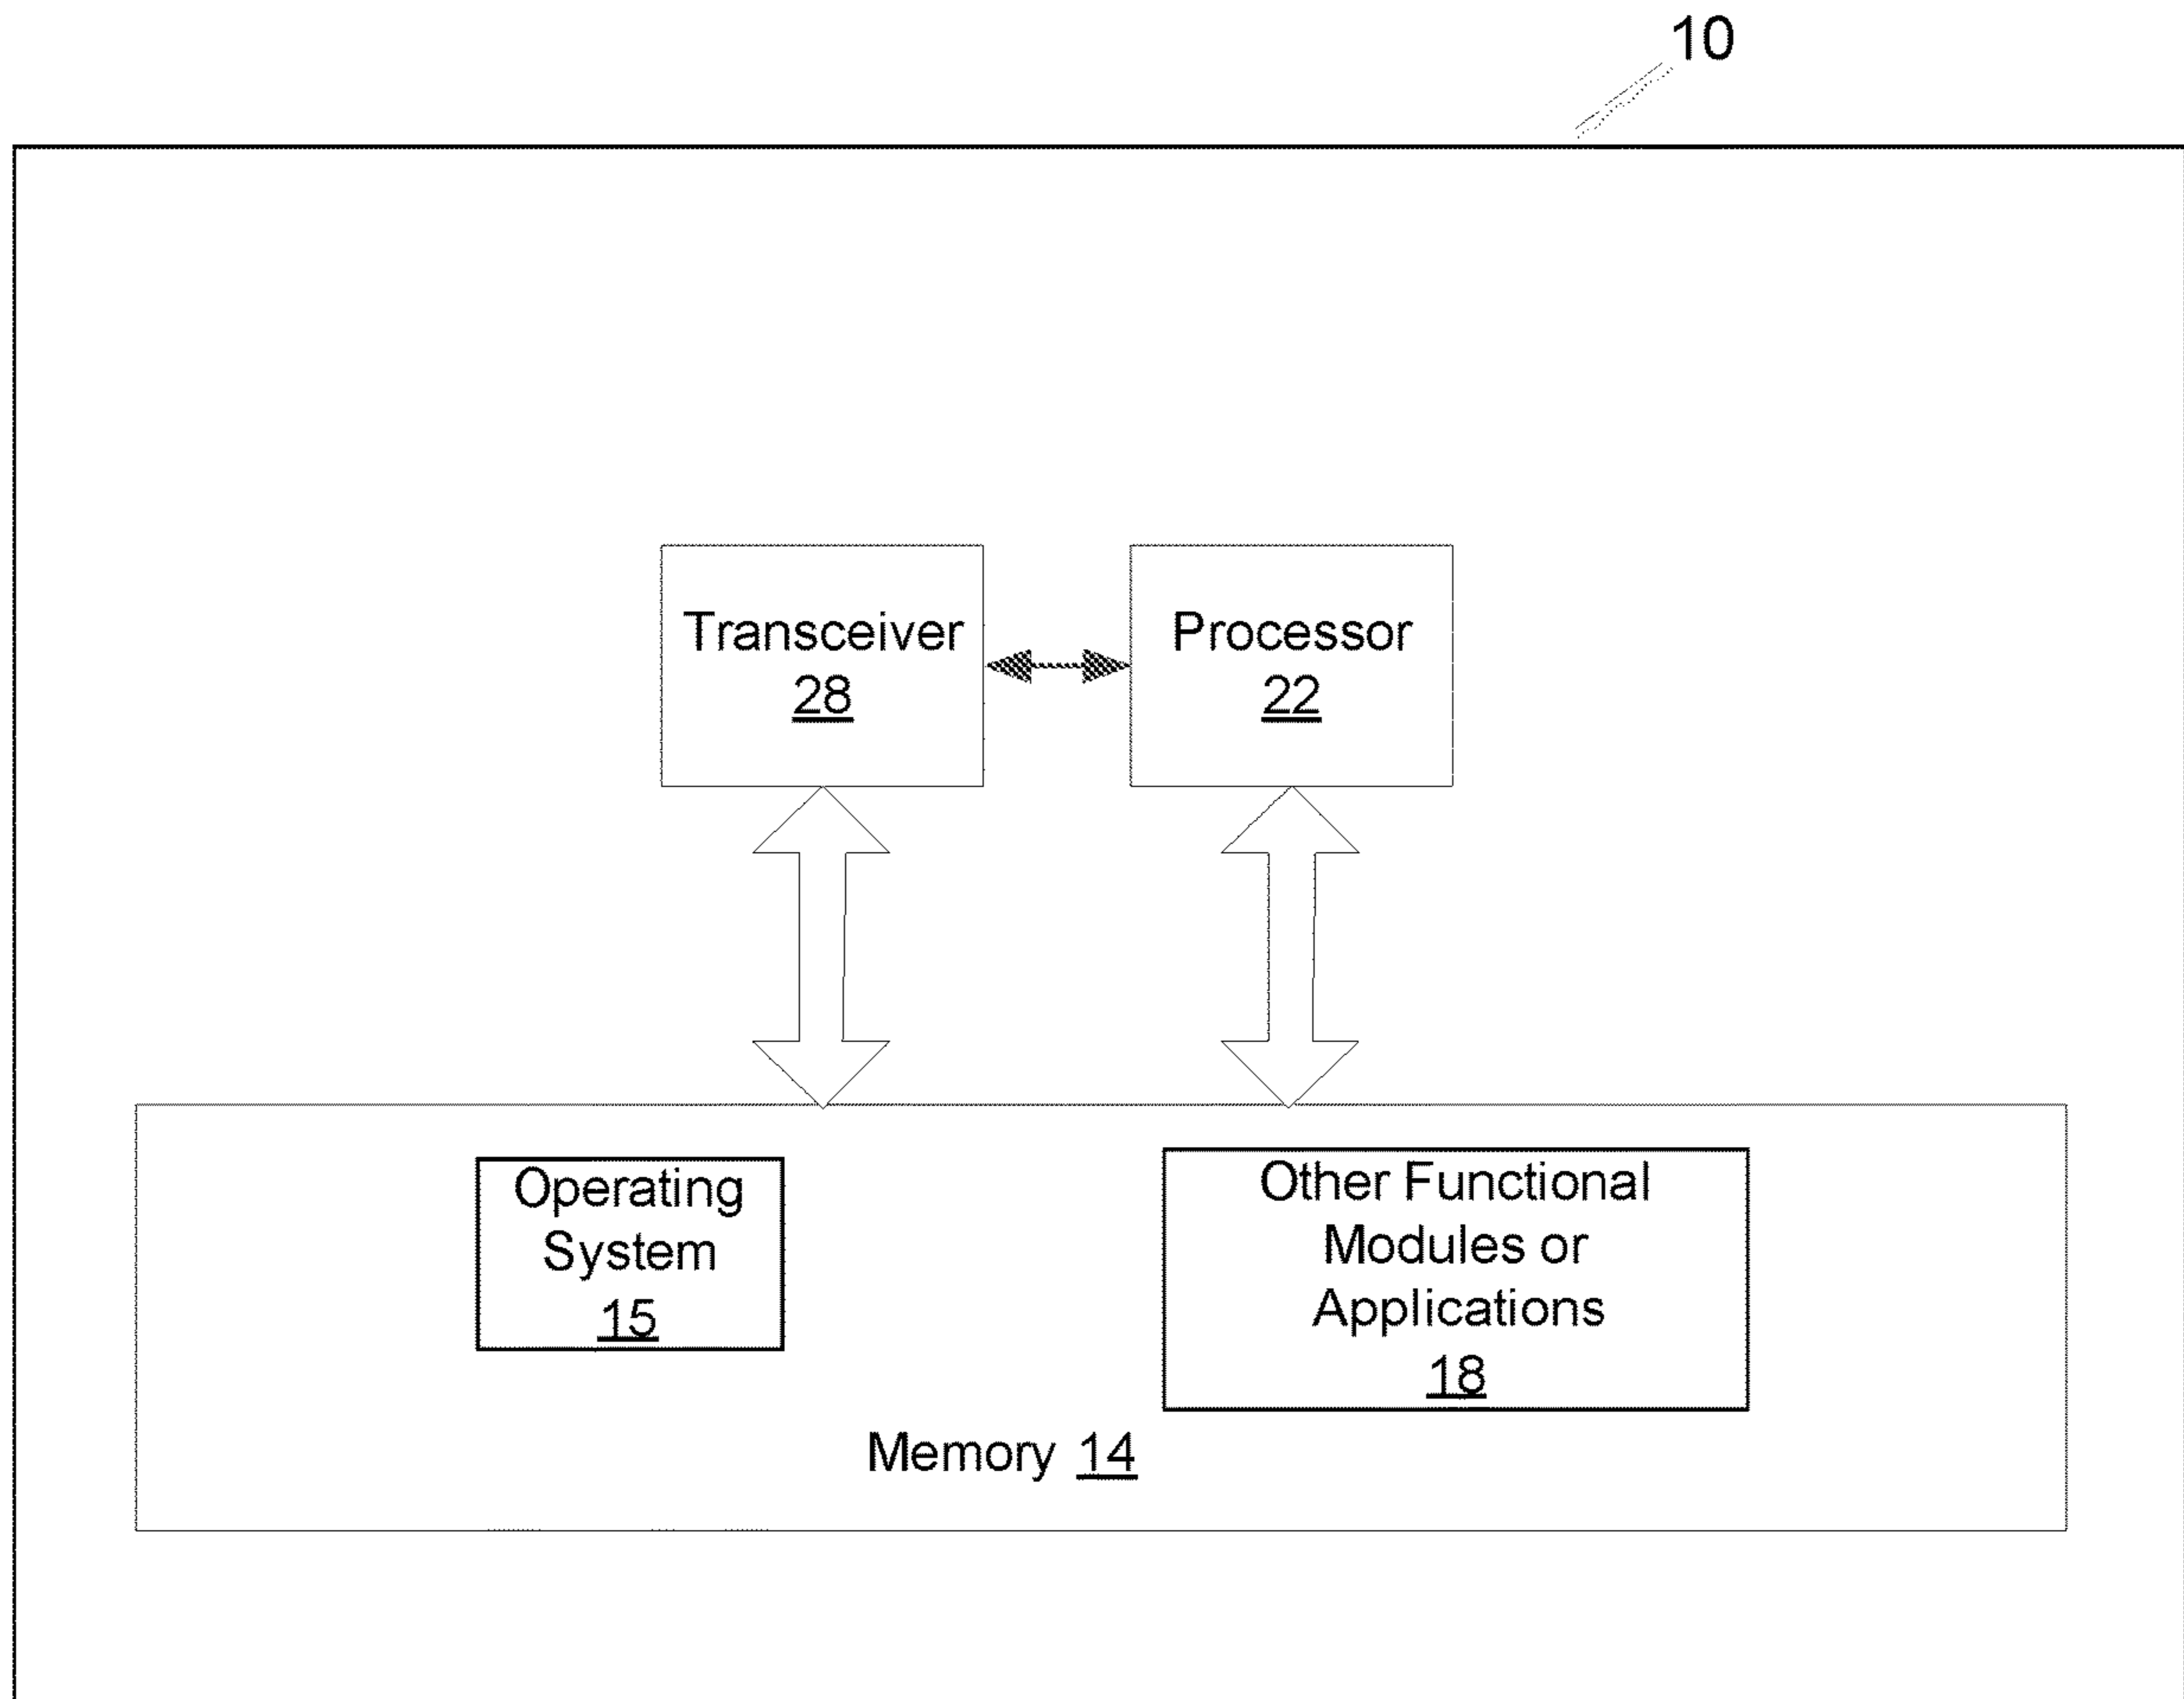 10
Transceiver
28
Processor
22
Operating
System
15
Other Functional
Modules or
Applications
18
Memory 14